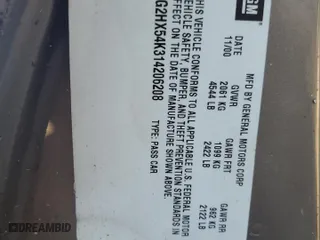 GM
MFD BY GENERAL MOTORS CORP
DATE GVWR GAWR FRT GAWR RR
11/00 2061 KG 1099 KG 962 KG
4544 LB 2422 LB 2122 LB
THIS VEHICLE CONFORMS TO ALL APPLICABLE U.S. FEDERAL MOTOR
VEHICLE SAFETY, BUMPER, AND THEFT PREVENTION STANDARDS IN
EFFECT ON THE DATE OF MANUFACTURE SHOWN ABOVE.
G2HX54K314206208 TYPE: PASS CAR
DREAMBID